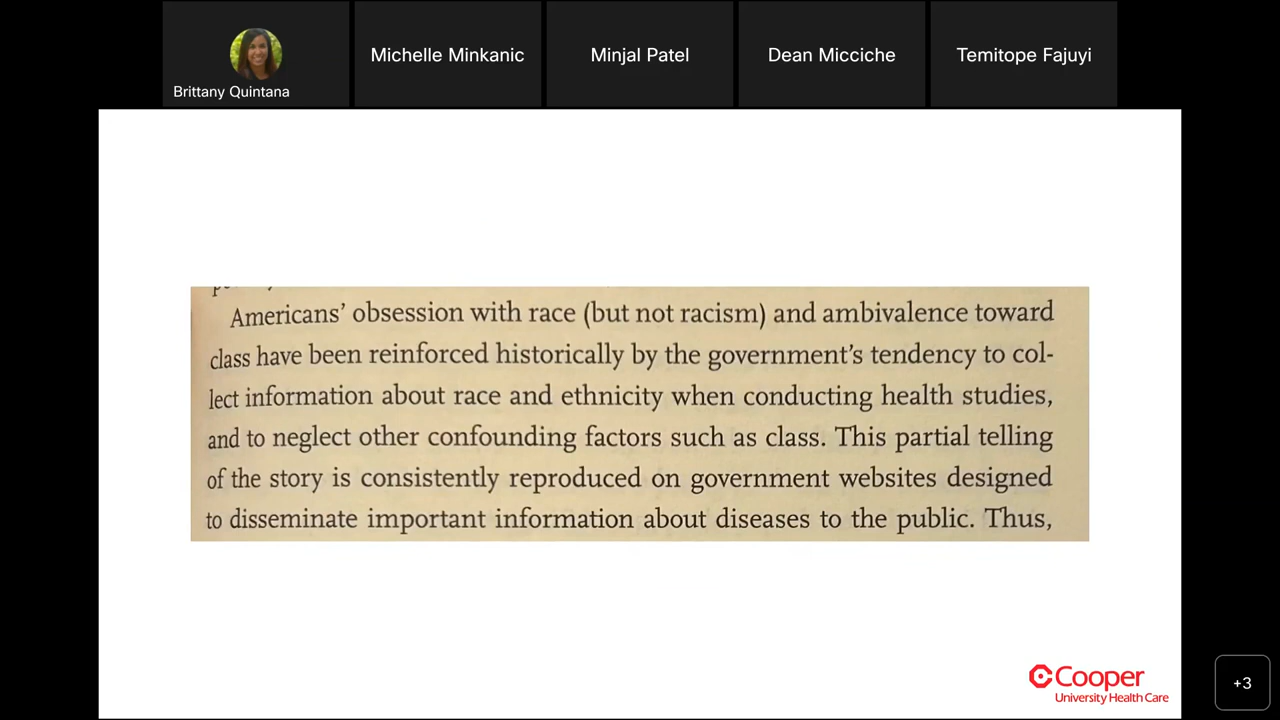 Brittany Quintana
Michelle Minkanic
Minjal Patel
Dean Micciche
Temitope Fajuyi
Americans’ obsession with race (but not racism) and ambivalence toward
class have been reinforced historically by the government’s tendency to col-
lect information about race and ethnicity when conducting health studies,
and to neglect other confounding factors such as class. This partial telling
of the story is consistently reproduced on government websites designed
to disseminate important information about diseases to the public. Thus,
Cooper
University Health Care
+3